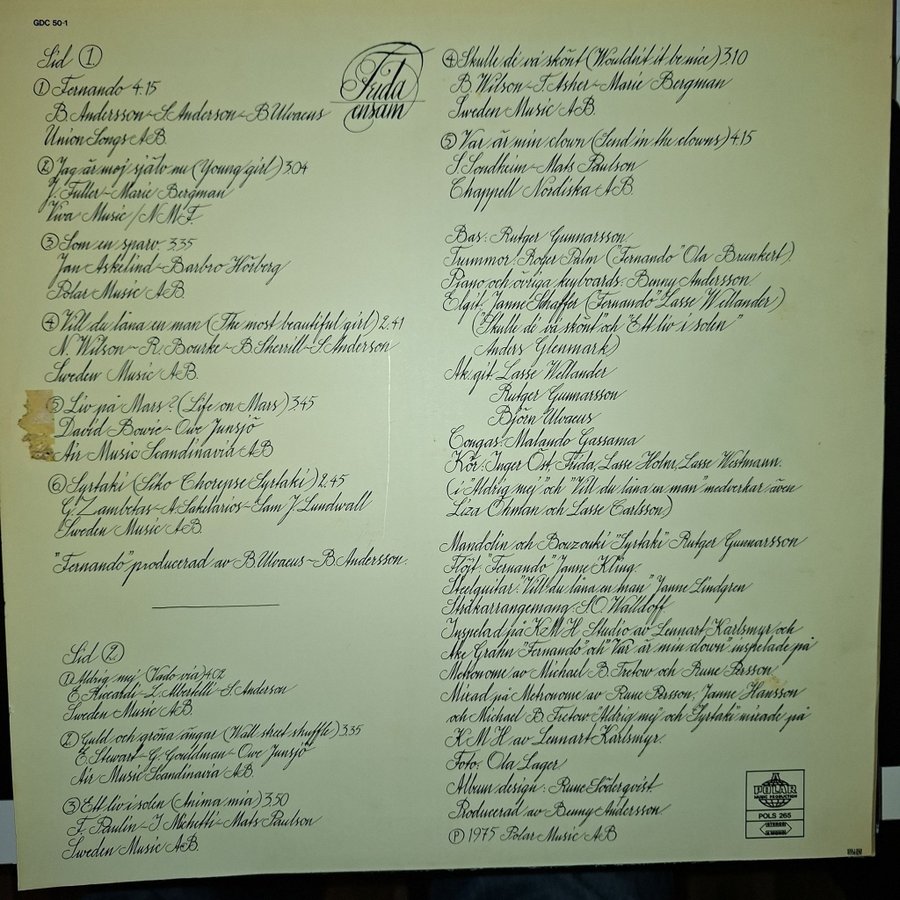 GDC 50-1
Frida
ensam
Sid 1
1 Fernando 4.15
B. Andersson-S. Anderson-B. Ulvaeus
Union Songs AB.
2 Jag är mej själv nu (Young girl) 3.04
J. Fuller-Marie Bergman
Viva Music/NMF.
3 Som en sparv 3.35
Jan Askelind-Barbro Hörberg
Polar Music AB.
4 Vill du låna en man (The most beautiful girl) 2.41
N. Wilson-R. Bourke-B. Sherrill-S. Anderson
Sweden Music AB.
5 Liv på Mars? (Life on Mars) 3.45
David Bowie-Owe Junsjö
Air Music Scandinavia AB
6 Syrtaki (Siko Chorepse Syrtaki) 2.45
G. Zambetas-A. Sakilarios-Sam J. Lundwall
Sweden Music AB.
"Fernando" producerad av B. Ulvaeus-B. Andersson.
Sid 2
1 Aldrig mej (Vado via) 4.02
E. Riccardi-L. Albertelli-S. Anderson
Sweden Music AB.
2 Guld och gröna ängar (Wall street shuffle) 3.35
E. Stewart-G. Gouldman-Owe Junsjö
Air Music Scandinavia AB.
3 Ett liv i solen (Anima mia) 3.50
F. Paulin-I. Michetti-Mats Paulson
Sweden Music AB.
4 Skulle de' va' skönt (Wouldn't it be nice) 3.10
B. Wilson-T. Asher-Marie Bergman
Sweden Music AB.
5 Var är min clown (Send in the clowns) 4.15
S. Sondheim-Mats Paulson
Chappell Nordiska AB.
Bas: Rutger Gunnarsson.
Trummor: Roger Palm ("Fernando" Ola Brunkert)
Piano och övriga keyboards: Benny Andersson.
El.git. Janne Schaffer ("Fernando" Lasse Wellander)
("Skulle de' va' skönt" och "Ett liv i solen"
Anders Glenmark)
Ak.git. Lasse Wellander
Rutger Gunnarsson
Björn Ulvaeus
Congas: Malando Gassama
Kör: Inger Öst, Frida, Lasse Holm, Lasse Westmann.
(i "Aldrig mej" och "Vill du låna en man" medverkar även
Liza Öhman och Lasse Carlsson)
Mandolin och Bouzouki "Syrtaki" Rutger Gunnarsson
Flöjt: "Fernando" Janne Kling.
Steelguitar: "Vill du låna en man" Janne Lindgren
Stråkarrangemang: S.O. Walldoff
Inspelad på KMH Studio av Lennart Karlsmyr och
Åke Grahn "Fernando" och "Var är min clown" inspelade på
Metronome av Michael B. Tretow och Rune Persson.
Mixad på Metronome av Rune Persson, Janne Hansson
och Michael B. Tretow "Aldrig mej" och "Syrtaki" mixade på
KMH av Lennart Karlsmyr.
Foto: Ola Lager
Album design: Rune Söderqvist
Producerad av Benny Andersson.
℗ 1975 Polar Music AB
A
POLAR
MUSIC PRODUCTION
POLS 265
STEREO